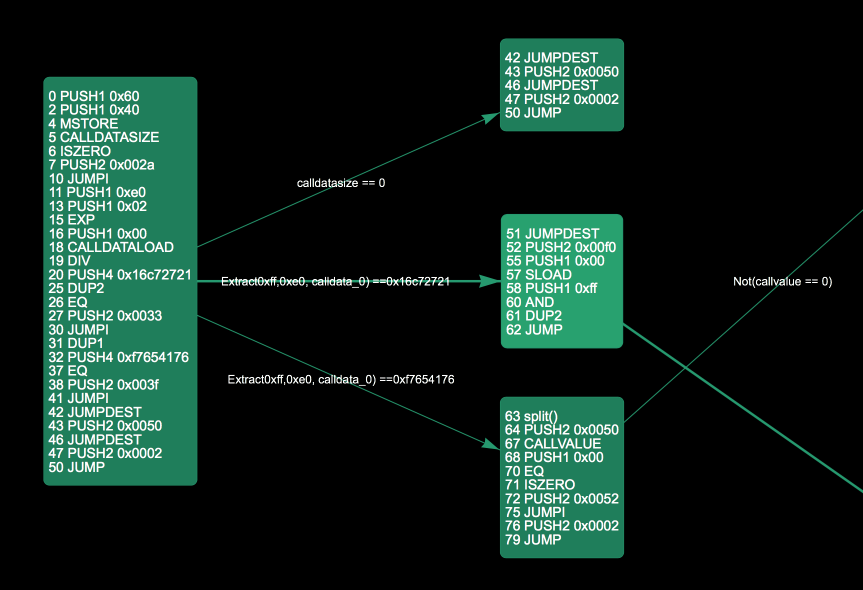 0 PUSH1 0x60
2 PUSH1 0x40
4 MSTORE
5 CALLDATASIZE
6 ISZERO
7 PUSH2 0x002a
10 JUMPI
11 PUSH1 0xe0
13 PUSH1 0x02
15 EXP
16 PUSH1 0x00
18 CALLDATALOAD
19 DIV
20 PUSH4 0x16c72721
25 DUP2
26 EQ
27 PUSH2 0x0033
30 JUMPI
31 DUP1
32 PUSH4 0xf7654176
37 EQ
38 PUSH2 0x003f
41 JUMPI
42 JUMPDEST
43 PUSH2 0x0050
46 JUMPDEST
47 PUSH2 0x0002
50 JUMP
calldatasize == 0
Extract0xff,0xe0, calldata_0) ==0x16c72721
Extract0xff,0xe0, calldata_0) ==0xf7654176
42 JUMPDEST
43 PUSH2 0x0050
46 JUMPDEST
47 PUSH2 0x0002
50 JUMP
51 JUMPDEST
52 PUSH2 0x00f0
55 PUSH1 0x00
57 SLOAD
58 PUSH1 0xff
60 AND
61 DUP2
62 JUMP
63 split()
64 PUSH2 0x0050
67 CALLVALUE
68 PUSH1 0x00
70 EQ
71 ISZERO
72 PUSH2 0x0052
75 JUMPI
76 PUSH2 0x0002
79 JUMP
Not(callvalue == 0)